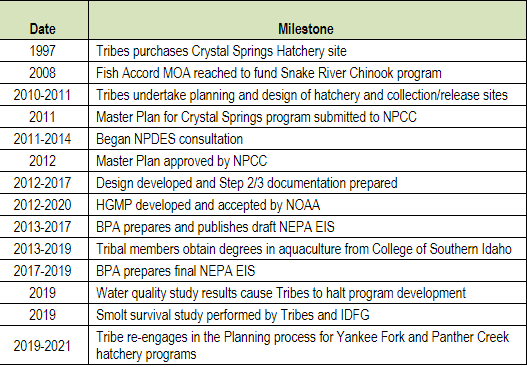 Date Milestone
1997 Tribes purchases Crystal Springs Hatchery site
2008 Fish Accord MOA reached to fund Snake River Chinook program
2010-2011 Tribes undertake planning and design of hatchery and collection/release sites
2011 Master Plan for Crystal Springs program submitted to NPCC
2011-2014 Began NPDES consultation
2012 Master Plan approved by NPCC
2012-2017 Design developed and Step 2/3 documentation prepared
2012-2020 HGMP developed and accepted by NOAA
2013-2017 BPA prepares and publishes draft NEPA EIS
2013-2019 Tribal members obtain degrees in aquaculture from College of Southern Idaho
2017-2019 BPA prepares final NEPA EIS
2019 Water quality study results cause Tribes to halt program development
2019 Smolt survival study performed by Tribes and IDFG
2019-2021 Tribe re-engages in the Planning process for Yankee Fork and Panther Creek
hatchery programs